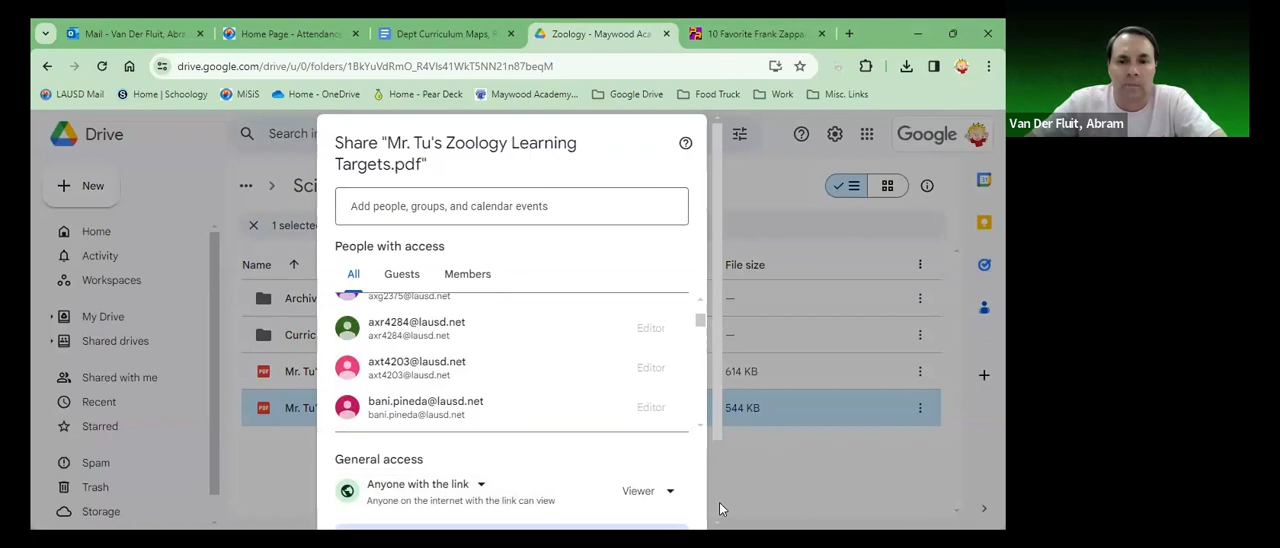 Mail - Van Der Fluit, Abra
Home Page - Attendanc
Dept Curriculum Maps, R
Zoology - Maywood Aca
10 Favorite Frank Zappa
drive.google.com/drive/u/0/folders/1BkYuVdRmO_R4Vls41WkT5NN21n87beqM
LAUSD Mail
Home | Schoology
MiSiS
Home - OneDrive
Home - Pear Deck
Maywood Academy...
Google Drive
Food Truck
Work
Misc. Links
Drive
Search in
Google
New
Sci
1 selected
Home
Activity
Workspaces
My Drive
Shared drives
Shared with me
Recent
Starred
Spam
Trash
Storage
Name
File size
Archiv
—
Curric
—
Mr. Tu'
614 KB
Mr. Tu'
544 KB
Share "Mr. Tu's Zoology Learning
Targets.pdf"
Add people, groups, and calendar events
People with access
All
Guests
Members
axg2375@lausd.net
axr4284@lausd.net
axr4284@lausd.net
Editor
axt4203@lausd.net
axt4203@lausd.net
Editor
bani.pineda@lausd.net
bani.pineda@lausd.net
Editor
General access
Anyone with the link
Anyone on the internet with the link can view
Viewer
Van Der Fluit, Abram